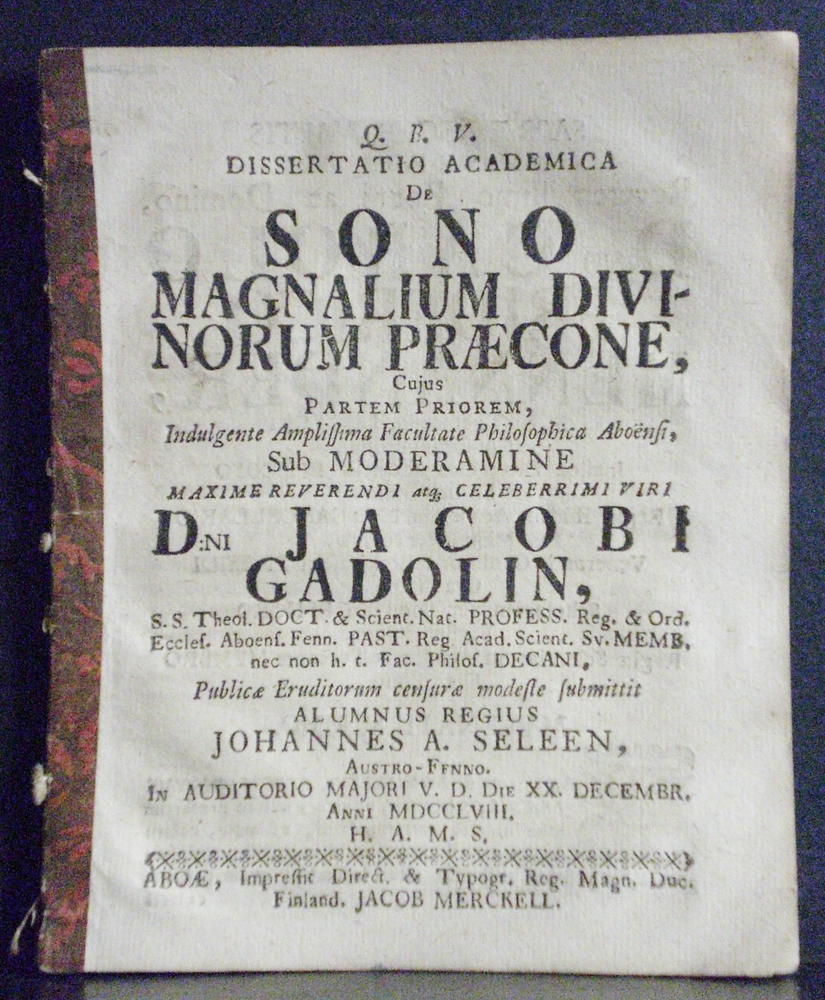 Q. B. V.
DISSERTATIO ACADEMICA
DE
SONO
MAGNALIUM DIVI-
NORUM PRÆCONE,
Cujus
PARTEM PRIOREM,
Indulgente Ampliſſima Facultate Philoſophica Aboënſi,
Sub MODERAMINE
MAXIME REVERENDI atq; CELEBERRIMI VIRI
D:NI JACOBI
GADOLIN,
S. S. Theol. DOCT. & Scient. Nat. PROFESS. Reg. & Ord.
Eccleſ. Aboenſ. Fenn. PAST. Reg Acad. Scient. Sv. MEMB.
nec non h. t. Fac. Philoſ. DECANI,
Publicæ Eruditorum cenſuræ modeſte ſubmittit
ALUMNUS REGIUS
JOHANNES A. SELEEN,
AUSTRO-FENNO.
IN AUDITORIO MAJORI V. D. DIE XX. DECEMBR.
ANNI MDCCLVIII.
H. A. M. S.
ABOÆ, Impreſſit Direct. & Typogr. Reg. Magn. Duc.
Finland. JACOB MERCKELL.